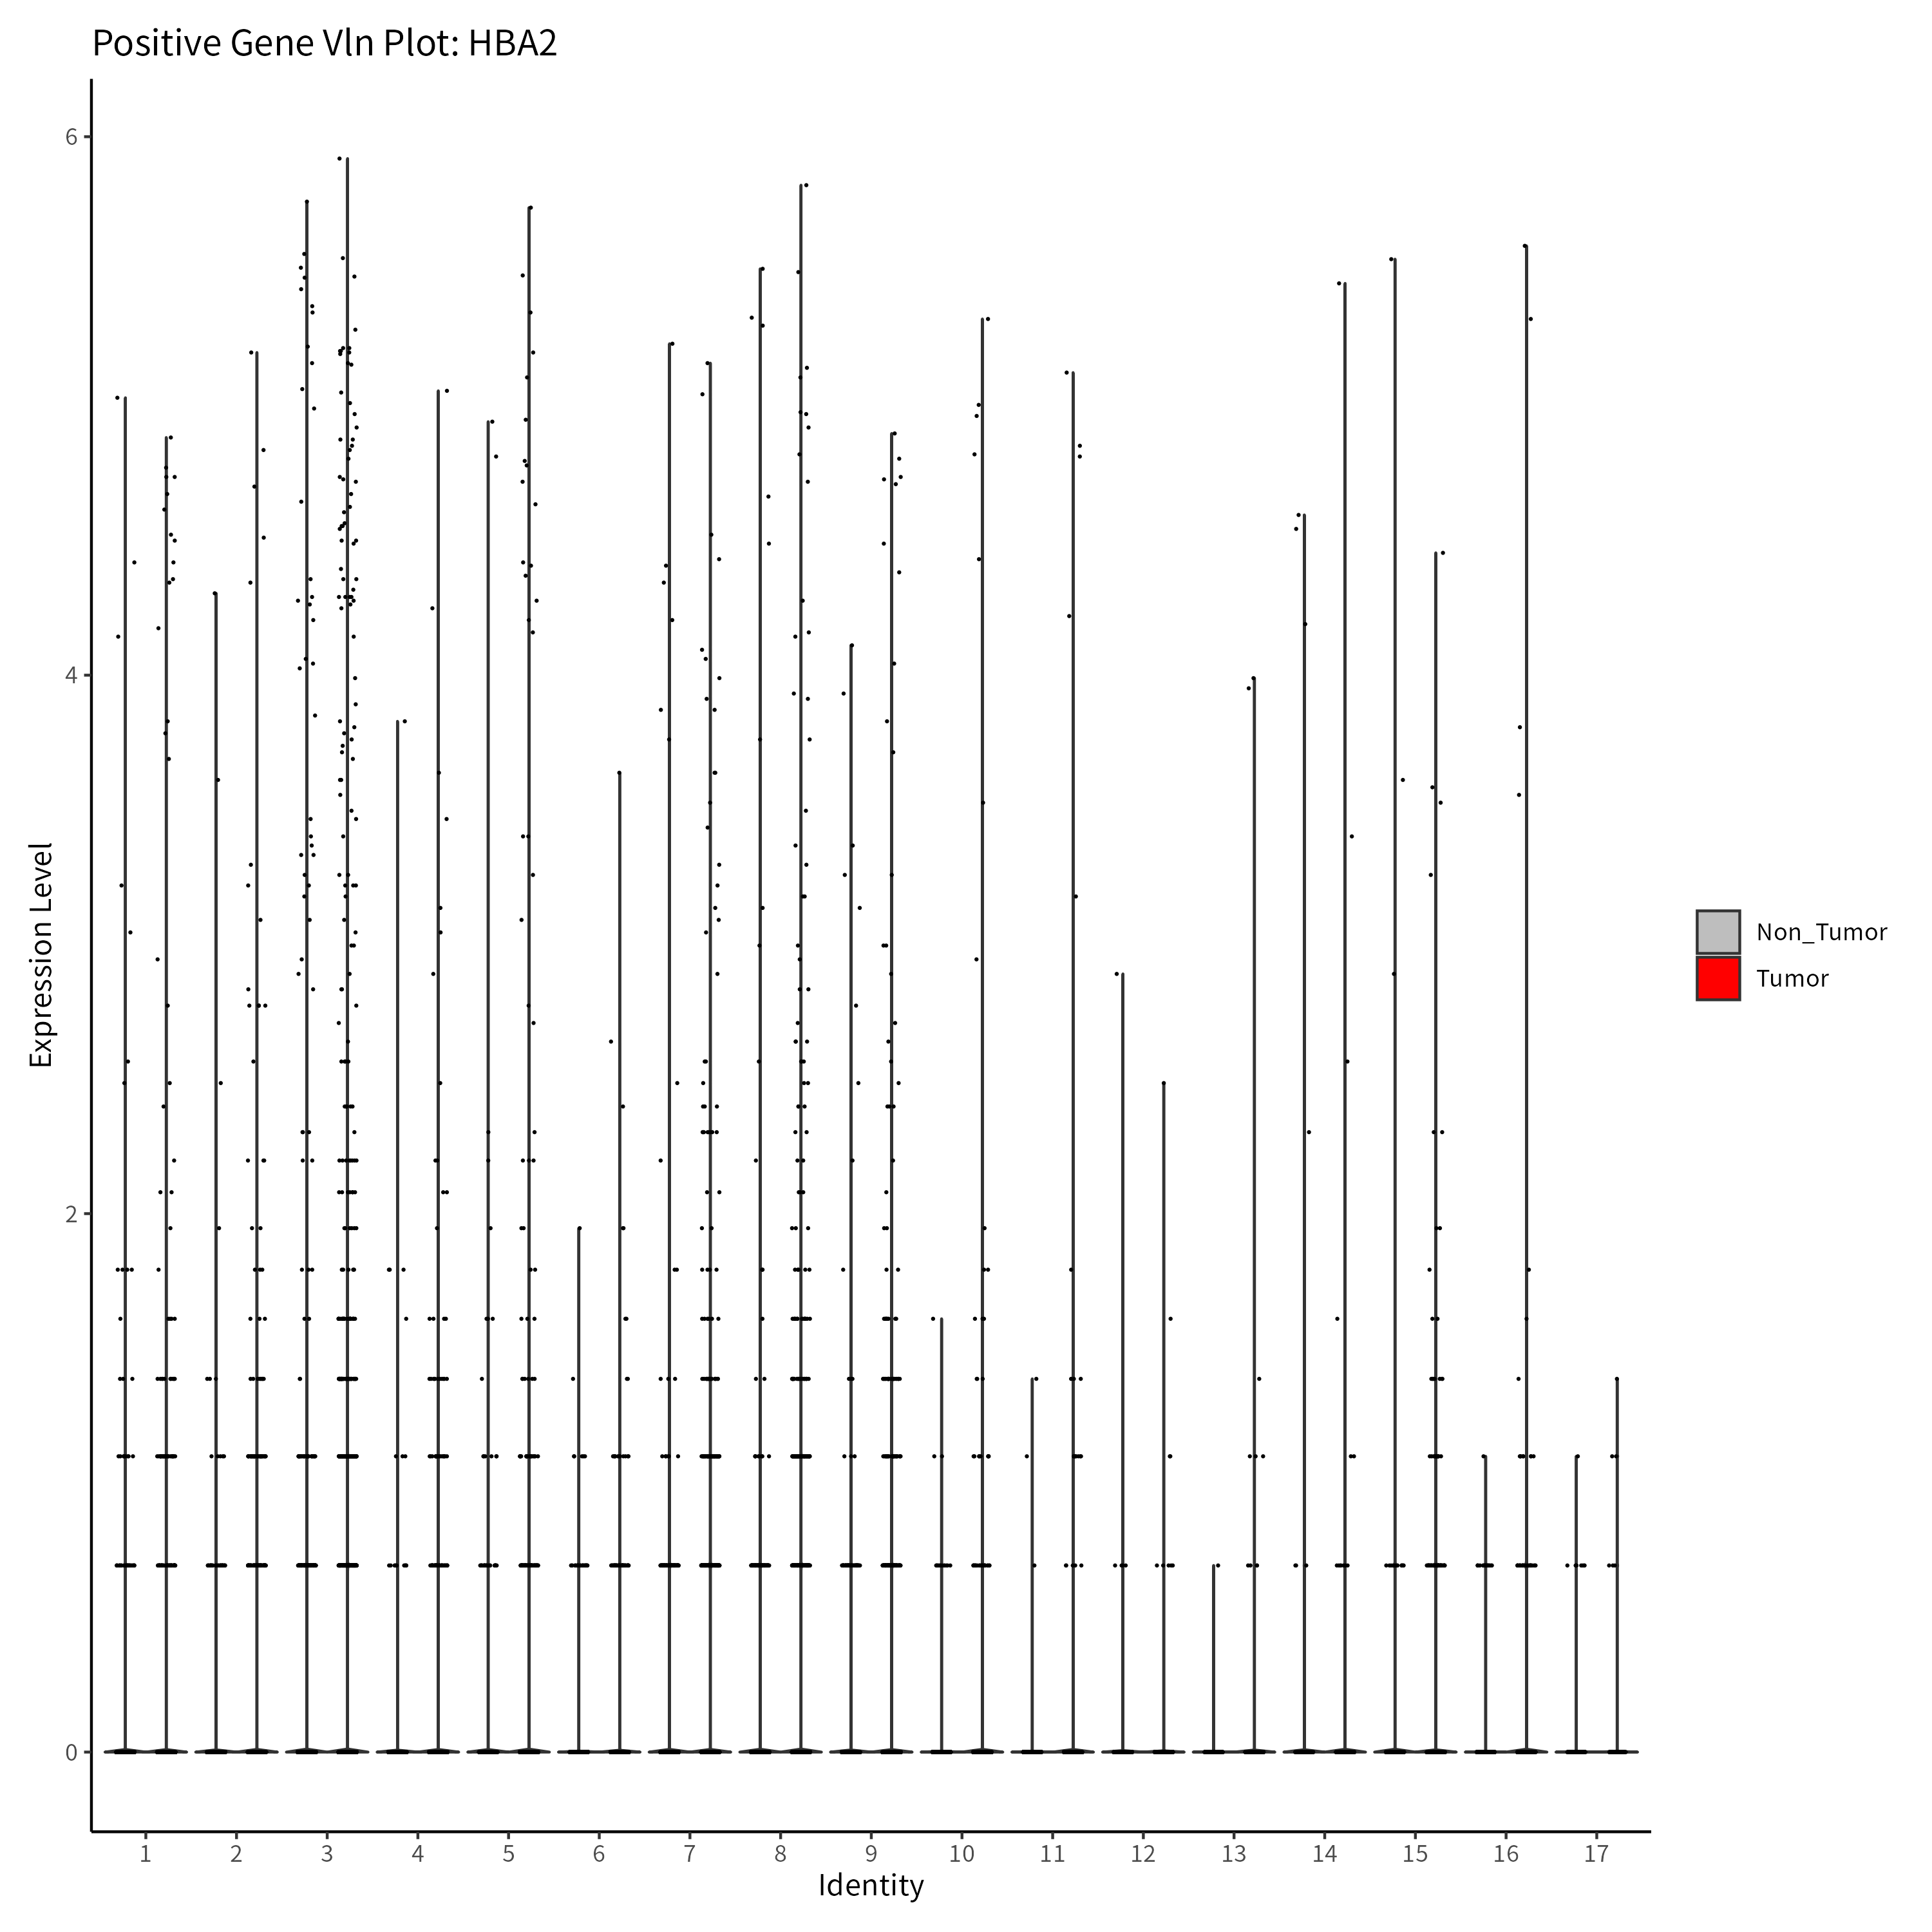 Positive Gene Vln Plot: HBA2
6
4
2
0
Expression Level
1 2 3 4 5 6 7 8 9 10 11 12 13 14 15 16 17
Identity
Non_Tumor
Tumor